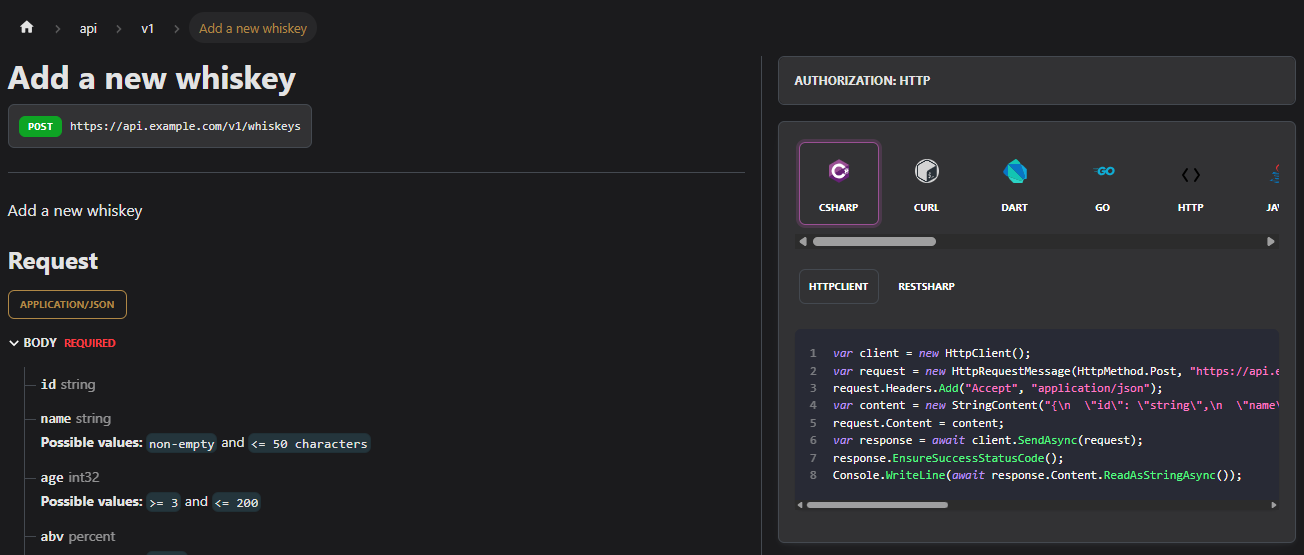 api
v1
Add a new whiskey
Add a new whiskey
POST https://api.example.com/v1/whiskeys
Add a new whiskey
Request
APPLICATION/JSON
BODY REQUIRED
id string
name string
Possible values: non-empty and <= 50 characters
age int32
Possible values: >= 3 and <= 200
abv percent
AUTHORIZATION: HTTP
CSHARP
CURL
DART
GO
HTTP
JAV
HTTPCLIENT
RESTSHARP
1 var client = new HttpClient();
2 var request = new HttpRequestMessage(HttpMethod.Post, "https://api.e
3 request.Headers.Add("Accept", "application/json");
4 var content = new StringContent("{\n  \"id\": \"string\",\n  \"name\
5 request.Content = content;
6 var response = await client.SendAsync(request);
7 response.EnsureSuccessStatusCode();
8 Console.WriteLine(await response.Content.ReadAsStringAsync());